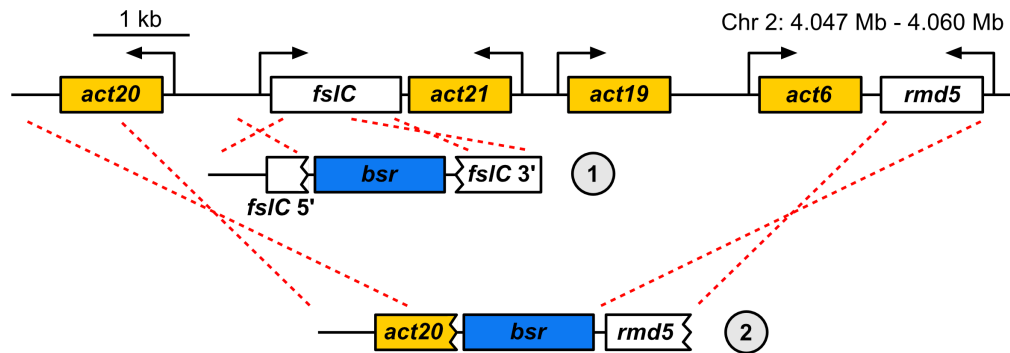 1 kb
Chr 2: 4.047 Mb - 4.060 Mb
act20 fslC act21 act19 act6 rmd5
bsr fslC 3' 1
fslC 5'
act20 bsr rmd5 2